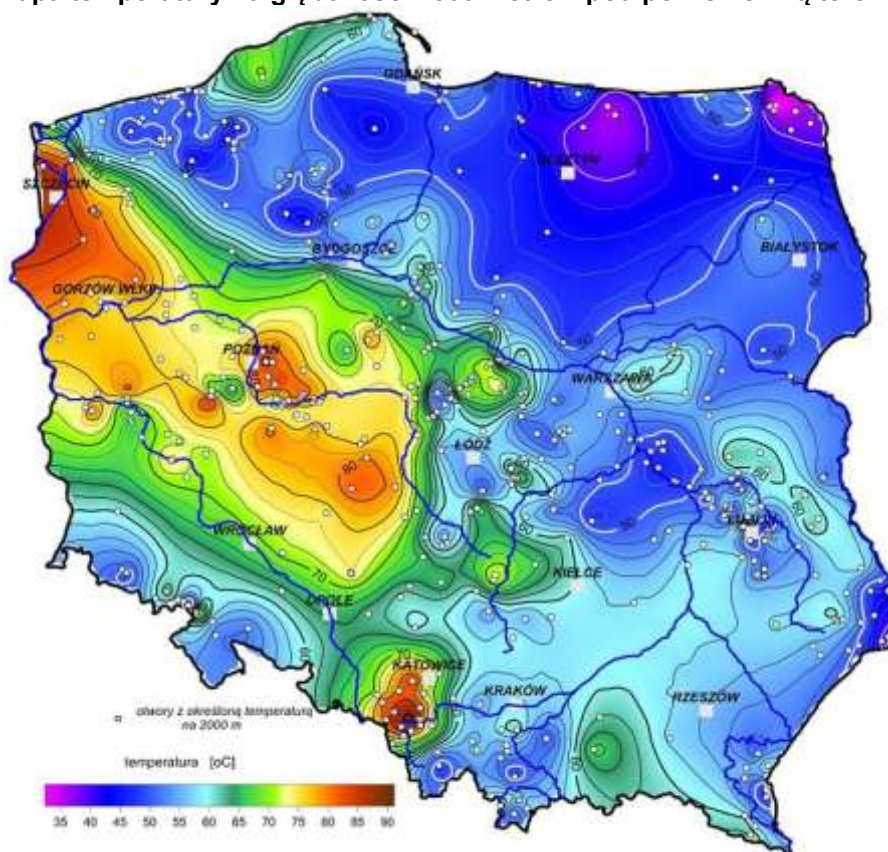 GDAŃSK
OLSZTYN
SZCZECIN
BYDGOSZCZ
BIAŁYSTOK
GORZÓW WLKP.
POZNAŃ
WARSZAWA
ŁÓDŹ
80
50
WROCŁAW
70
KIELCE
OPOLE
KATOWICE
KRAKÓW
RZESZÓW
otwory z określoną temperaturą
na 2000 m
temperatura [oC]
35 40 45 50 55 60 65 70 75 80 85 90